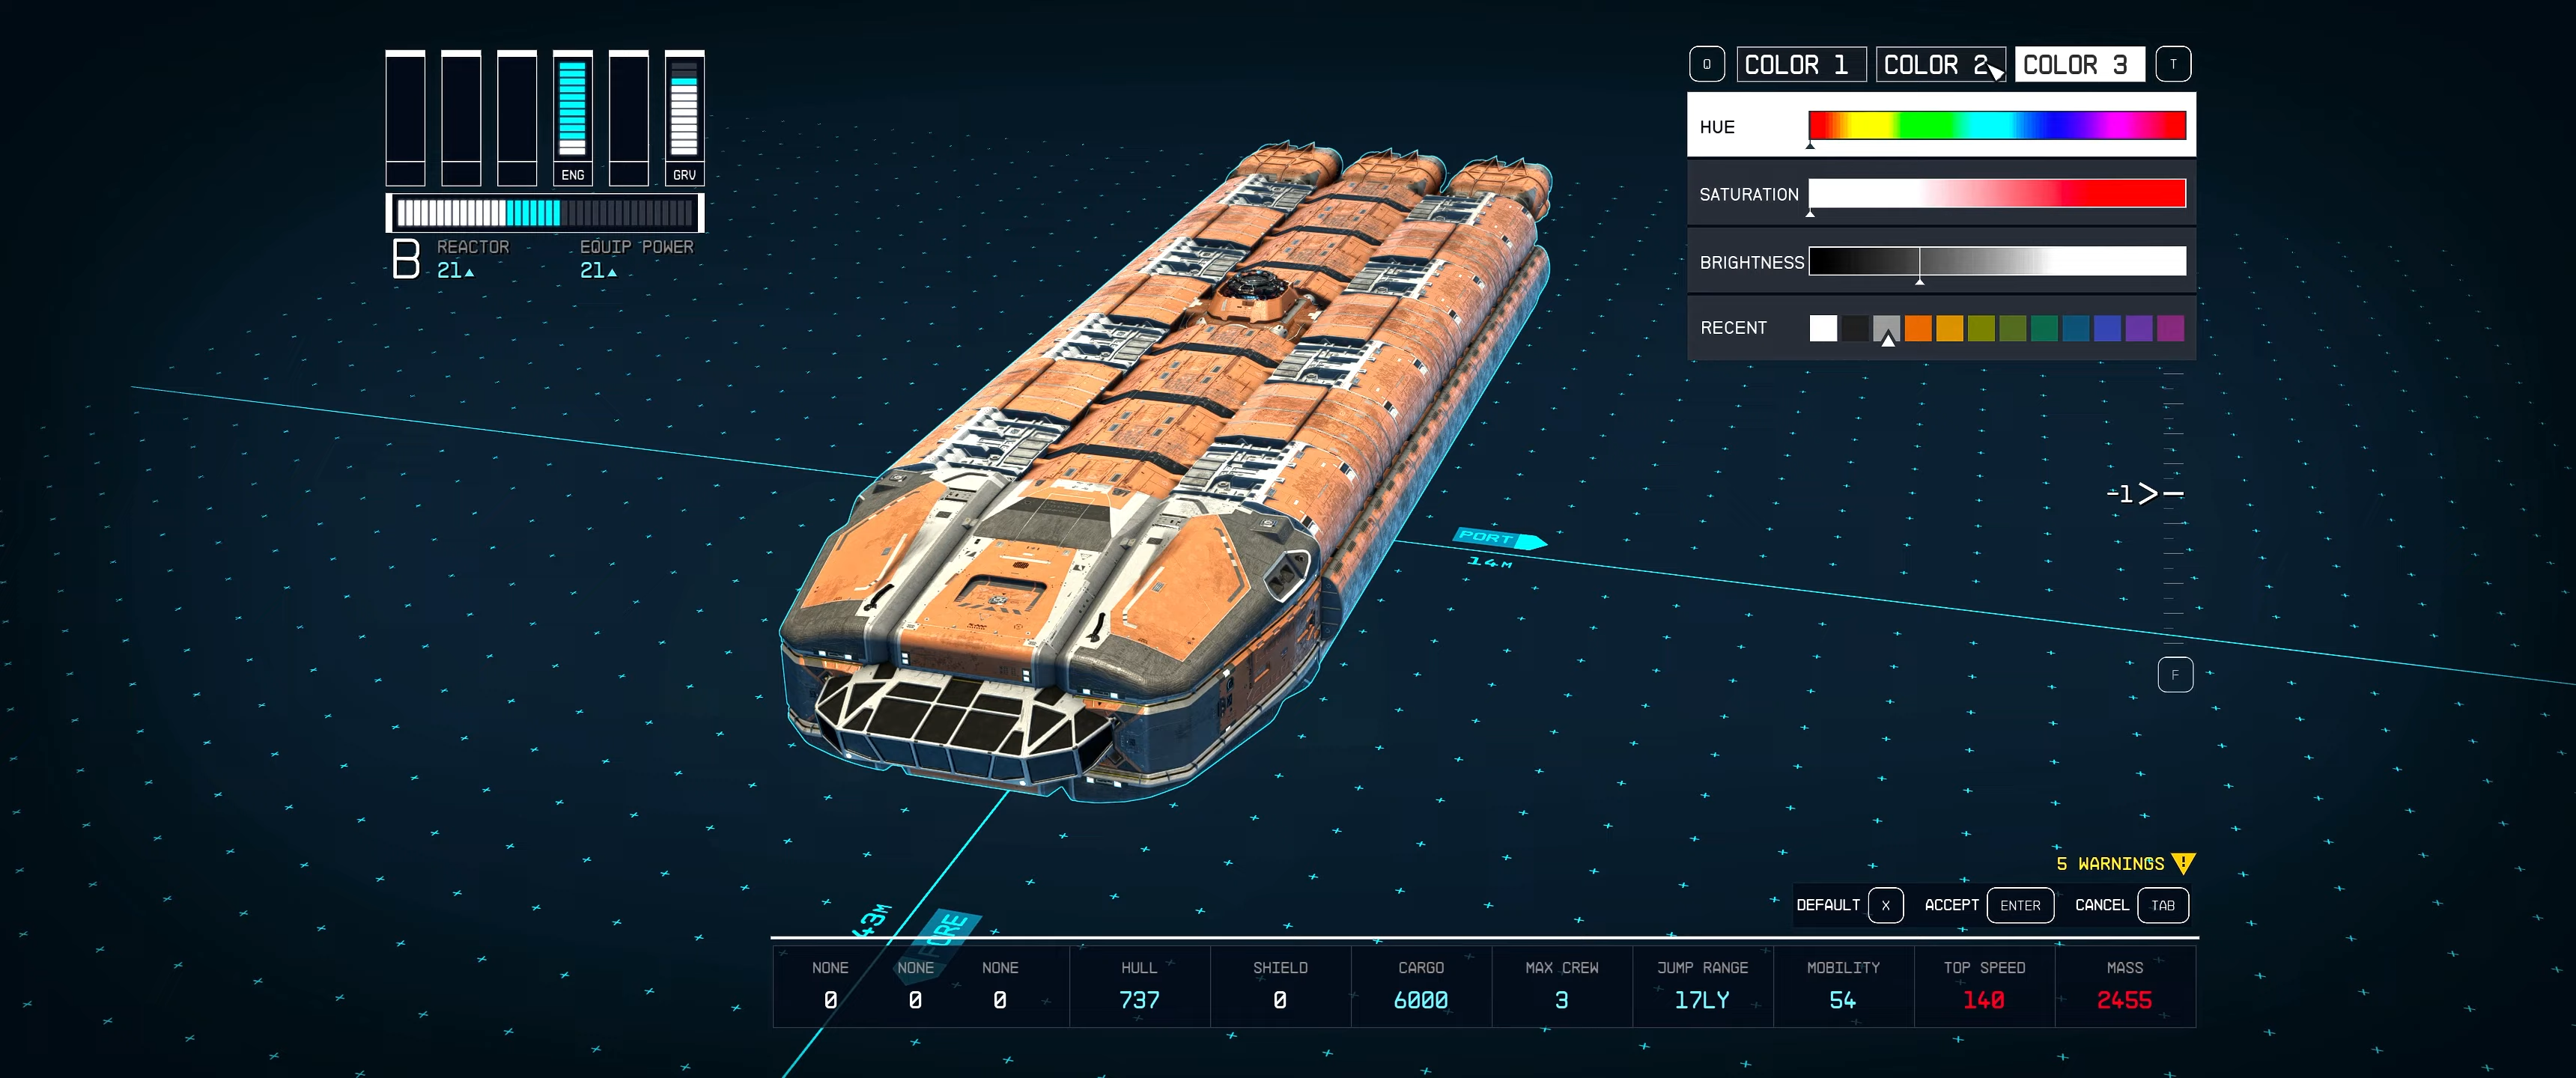 Q COLOR 1 COLOR 2 COLOR 3 T
HUE
SATURATION
BRIGHTNESS
RECENT
ENG GRV
B REACTOR EQUIP POWER
21 21
-1
PORT
14M
F
43M
FORE
5 WARNINGS
DEFAULT X ACCEPT ENTER CANCEL TAB
NONE NONE NONE HULL SHIELD CARGO MAX CREW JUMP RANGE MOBILITY TOP SPEED MASS
0 0 0 737 0 6000 3 17LY 54 140 2455